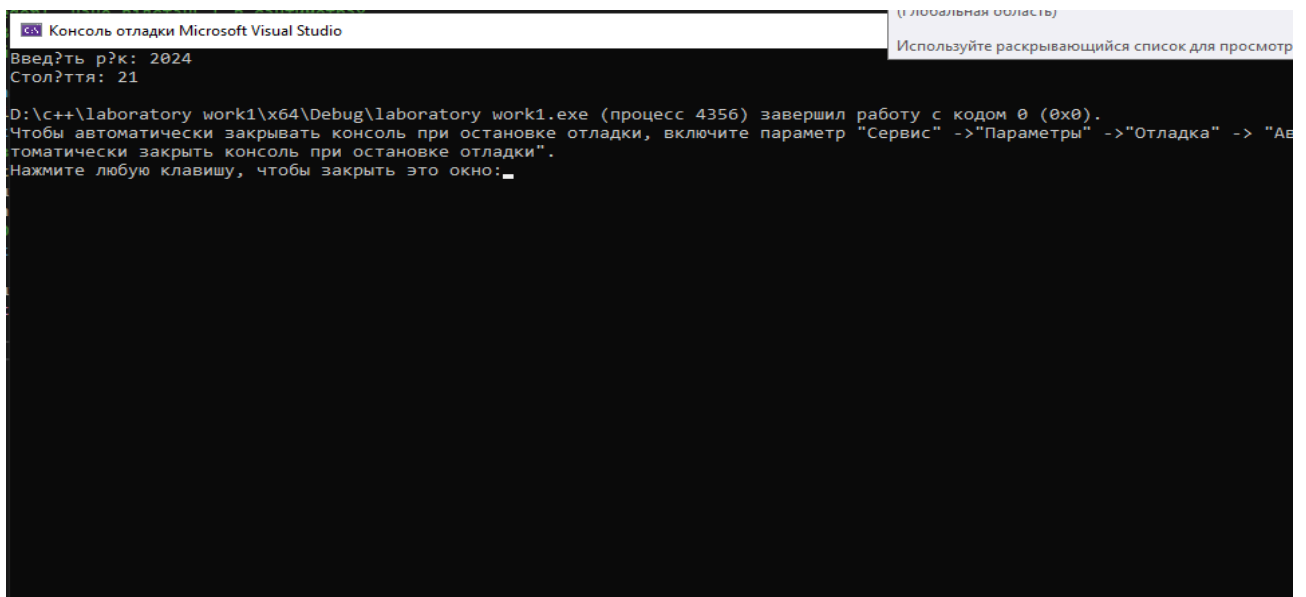 (Глобальная область)
Консоль отладки Microsoft Visual Studio
Используйте раскрывающийся список для просмотр
Введ?ть р?к: 2024
Стол?ття: 21
D:\c++\laboratory work1\x64\Debug\laboratory work1.exe (процесс 4356) завершил работу с кодом 0 (0x0).
Чтобы автоматически закрывать консоль при остановке отладки, включите параметр "Сервис" ->"Параметры" ->"Отладка" -> "Ав
томатически закрыть консоль при остановке отладки".
Нажмите любую клавишу, чтобы закрыть это окно: